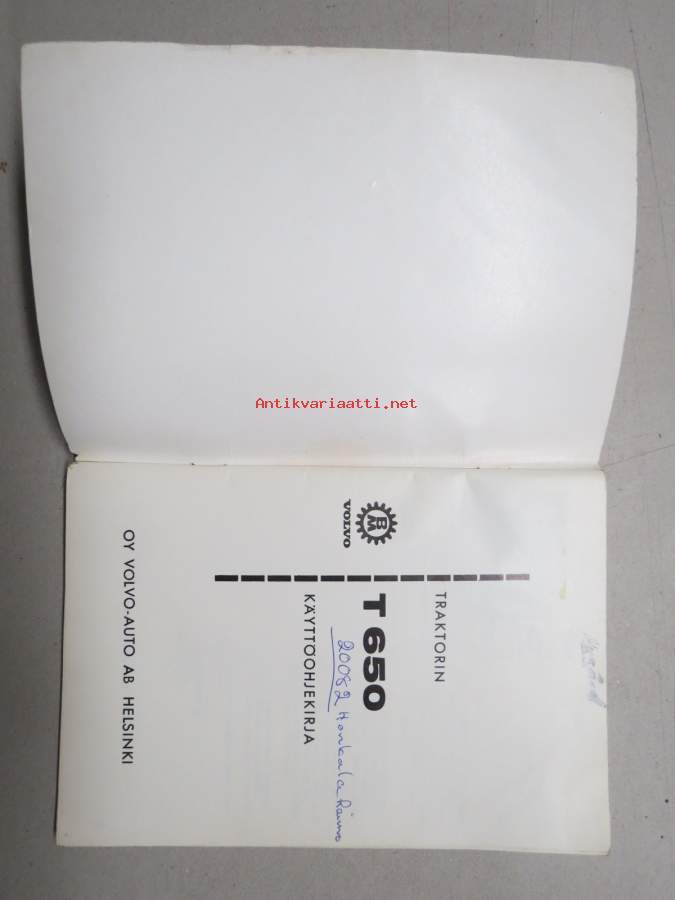 Antikvariaatti.net
BM
VOLVO
TRAKTORIN
T 650
20082 Honkala Raimo
KÄYTTÖOHJEKIRJA
OY VOLVO-AUTO AB HELSINKI